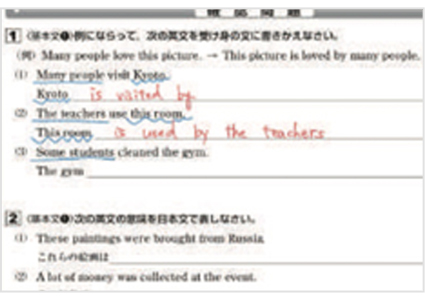 確認問題
1 (基本文❶)例にならって、次の英文を受け身の文に書きかえなさい。
(例) Many people love this picture. → This picture is loved by many people.
(1) Many people visit Kyoto.
Kyoto is visited by
(2) The teachers use this room.
This room is used by the teachers
(3) Some students cleaned the gym.
The gym
2 (基本文❶)次の英文の意味を日本文で表しなさい。
(1) These paintings were brought from Russia.
これらの絵画は
(2) A lot of money was collected at the event.